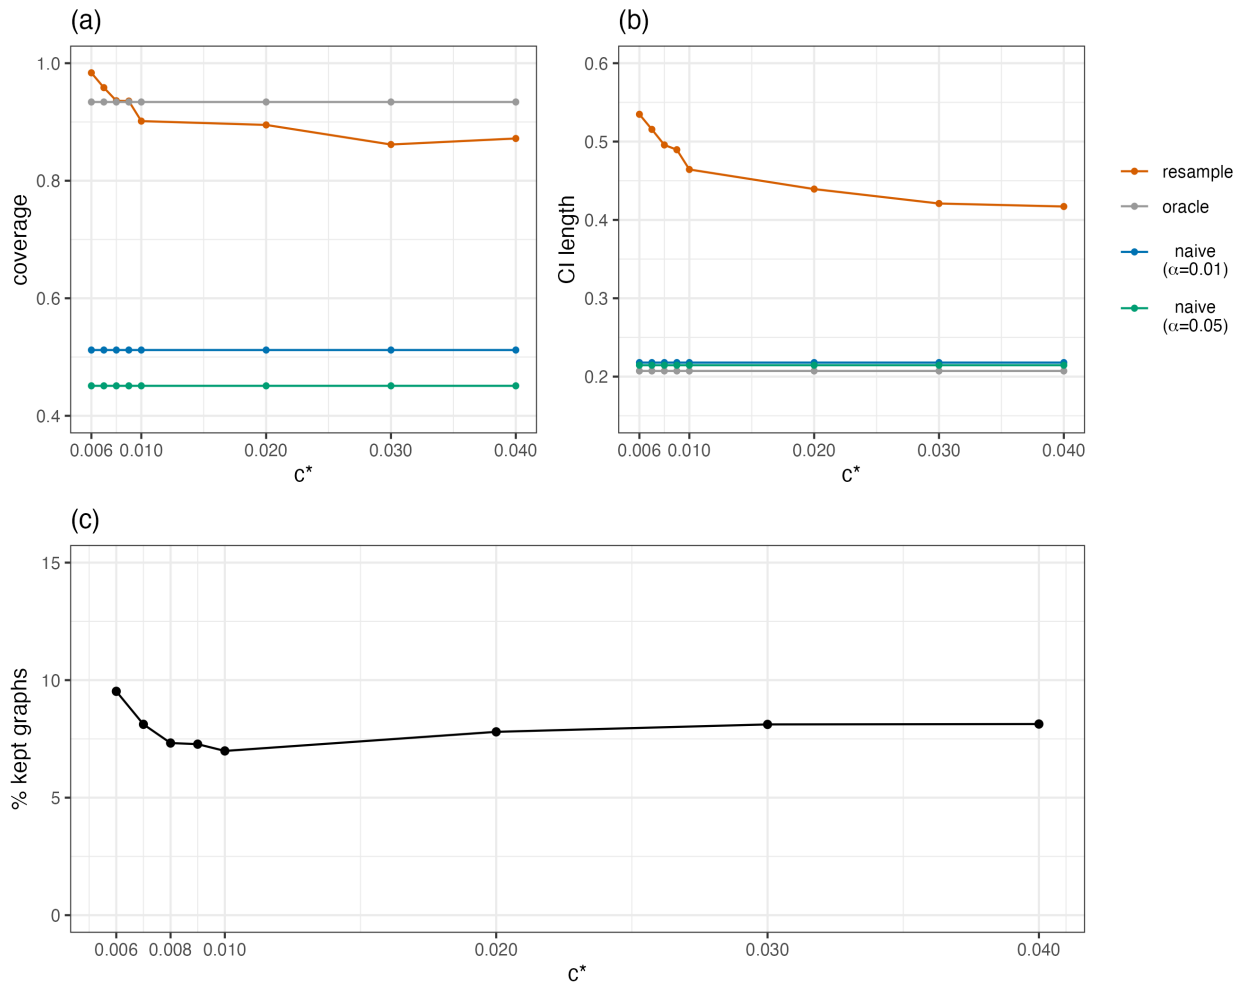 (a)
1.0
0.8
0.6
0.4
coverage
0.006 0.010 0.020 0.030 0.040
c*
(b)
0.6
0.5
0.4
0.3
0.2
CI length
0.006 0.010 0.020 0.030 0.040
c*
resample
oracle
naive
(α=0.01)
naive
(α=0.05)
(c)
15
10
5
0
% kept graphs
0.006 0.008 0.010 0.020 0.030 0.040
c*